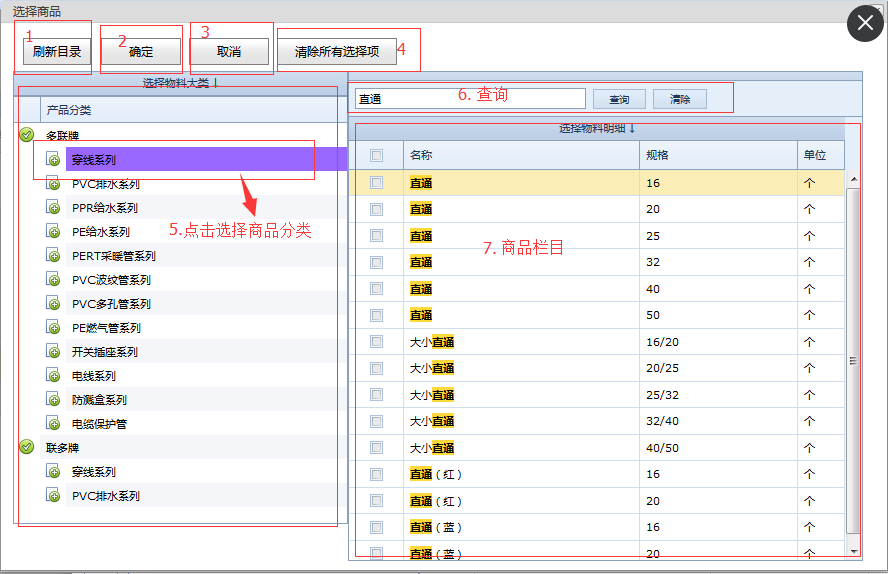 选择商品
1 刷新目录
2 确定
3 取消
清除所有选择项 4
选择物料大类↓
产品分类
多联牌
穿线系列
PVC排水系列
PPR给水系列
PE给水系列
PERT采暖管系列
PVC波纹管系列
PVC多孔管系列
PE燃气管系列
开关插座系列
电线系列
防溅盒系列
电缆保护管
联多牌
穿线系列
PVC排水系列
5.点击选择商品分类
直通 6. 查询 查询 清除
选择物料明细↓
名称 规格 单位
直通 16 个
直通 20 个
直通 25 个
直通 32 个
直通 40 个
直通 50 个
大小直通 16/20 个
大小直通 20/25 个
大小直通 25/32 个
大小直通 32/40 个
大小直通 40/50 个
直通（红） 16 个
直通（红） 20 个
直通（蓝） 16 个
直通（蓝） 20 个
7. 商品栏目